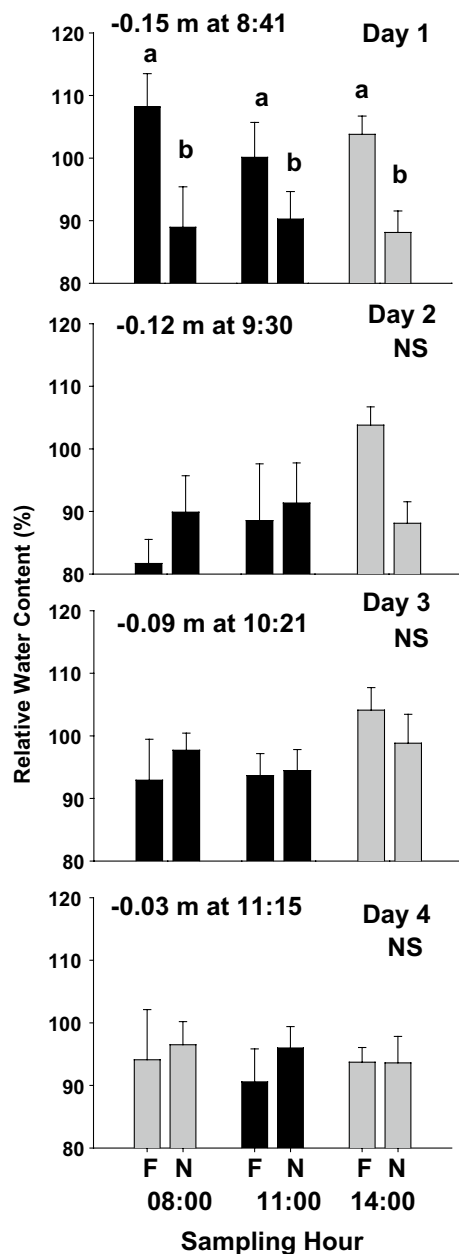 -0.15 m at 8:41 Day 1
120
110
100
90
80
a b a b a b
-0.12 m at 9:30 Day 2
NS
120
110
100
90
80
-0.09 m at 10:21 Day 3
NS
120
110
100
90
80
-0.03 m at 11:15 Day 4
NS
120
110
100
90
80
Relative Water Content (%)
F N F N F N
08:00 11:00 14:00
Sampling Hour